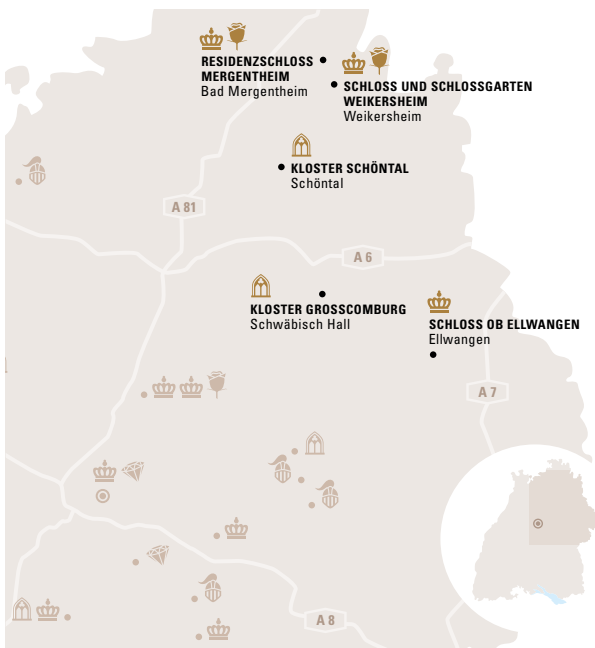 RESIDENZSCHLOSS
MERGENTHEIM
Bad Mergentheim
SCHLOSS UND SCHLOSSGARTEN
WEIKERSHEIM
Weikersheim
KLOSTER SCHÖNTAL
Schöntal
A 81
A 6
KLOSTER GROSSCOMBURG
Schwäbisch Hall
SCHLOSS OB ELLWANGEN
Ellwangen
A 7
A 8